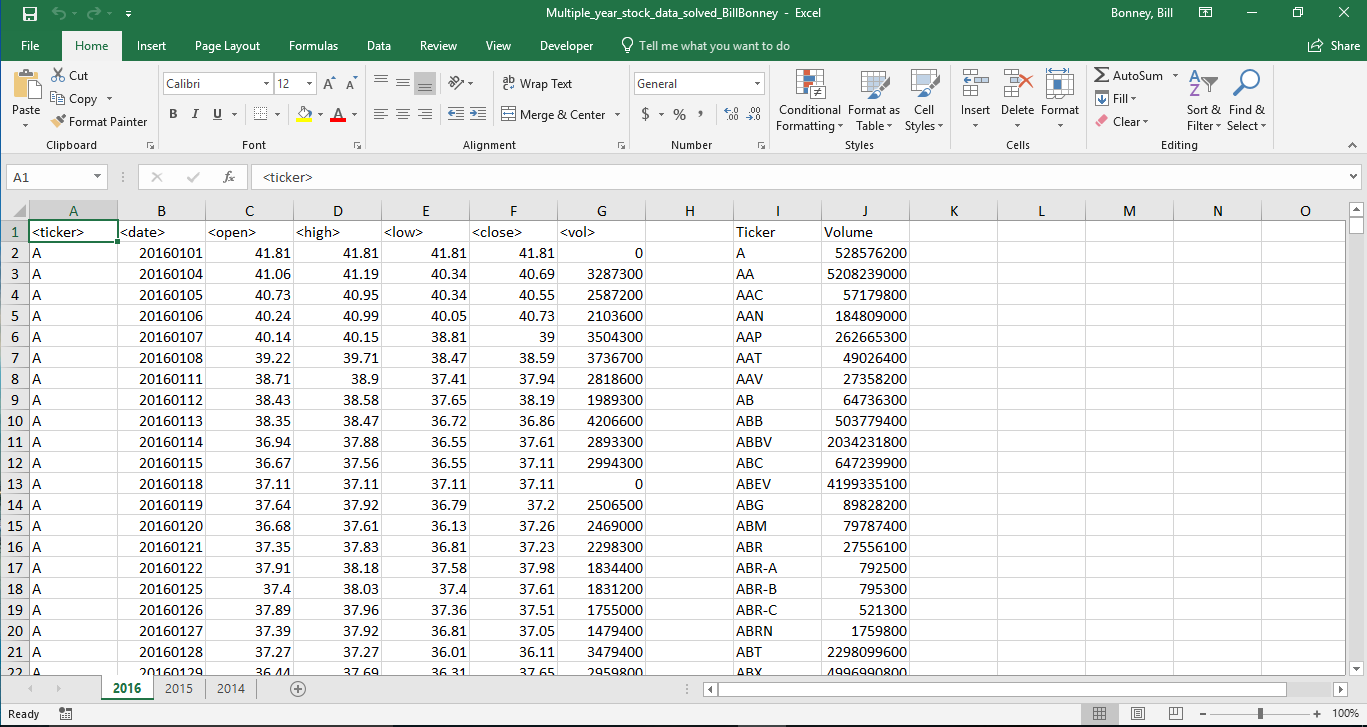 Multiple_year_stock_data_solved_BillBonney - Excel
Bonney, Bill
File Home Insert Page Layout Formulas Data Review View Developer Tell me what you want to do Share
Paste Cut Copy Format Painter
Calibri 12 B I U A A A
ab Wrap Text Merge & Center
General $ % , .00 .0
Conditional Formatting Format as Table Cell Styles
Insert Delete Format
AutoSum Fill Clear Sort & Filter Find & Select
Clipboard Font Alignment Number Styles Cells Editing
A1 fx <ticker>
A B C D E F G H I J K L M N O
1 <ticker> <date> <open> <high> <low> <close> <vol> Ticker Volume
2 A 20160101 41.81 41.81 41.81 41.81 0 A 528576200
3 A 20160104 41.06 41.19 40.34 40.69 3287300 AA 5208239000
4 A 20160105 40.73 40.95 40.34 40.55 2587200 AAC 57179800
5 A 20160106 40.24 40.99 40.05 40.73 2103600 AAN 184809000
6 A 20160107 40.14 40.15 38.81 39 3504300 AAP 262665300
7 A 20160108 39.22 39.71 38.47 38.59 3736700 AAT 49026400
8 A 20160111 38.71 38.9 37.41 37.94 2818600 AAV 27358200
9 A 20160112 38.43 38.58 37.65 38.19 1989300 AB 64736300
10 A 20160113 38.35 38.47 36.72 36.86 4206600 ABB 503779400
11 A 20160114 36.94 37.88 36.55 37.61 2893300 ABBV 2034231800
12 A 20160115 36.67 37.56 36.55 37.11 2994300 ABC 647239900
13 A 20160118 37.11 37.11 37.11 37.11 0 ABEV 4199335100
14 A 20160119 37.64 37.92 36.79 37.2 2506500 ABG 89828200
15 A 20160120 36.68 37.61 36.13 37.26 2469000 ABM 79787400
16 A 20160121 37.35 37.83 36.81 37.23 2298300 ABR 27556100
17 A 20160122 37.91 38.18 37.58 37.98 1834400 ABR-A 792500
18 A 20160125 37.4 38.03 37.4 37.61 1831200 ABR-B 795300
19 A 20160126 37.89 37.96 37.36 37.51 1755000 ABR-C 521300
20 A 20160127 37.39 37.92 36.81 37.05 1479400 ABRN 1759800
21 A 20160128 37.27 37.27 36.01 36.11 3479400 ABT 2298099600
22 A 20160129 36.44 37.69 36.31 37.65 2959800 ABX 4996990800
2016 2015 2014
Ready 100%